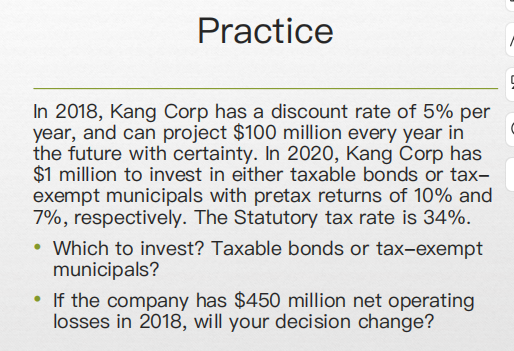 Practice
In 2018, Kang Corp has a discount rate of 5% per
year, and can project $100 million every year in
the future with certainty. In 2020, Kang Corp has
$1 million to invest in either taxable bonds or tax–
exempt municipals with pretax returns of 10% and
7%, respectively. The Statutory tax rate is 34%.
• Which to invest? Taxable bonds or tax–exempt
municipals?
• If the company has $450 million net operating
losses in 2018, will your decision change?